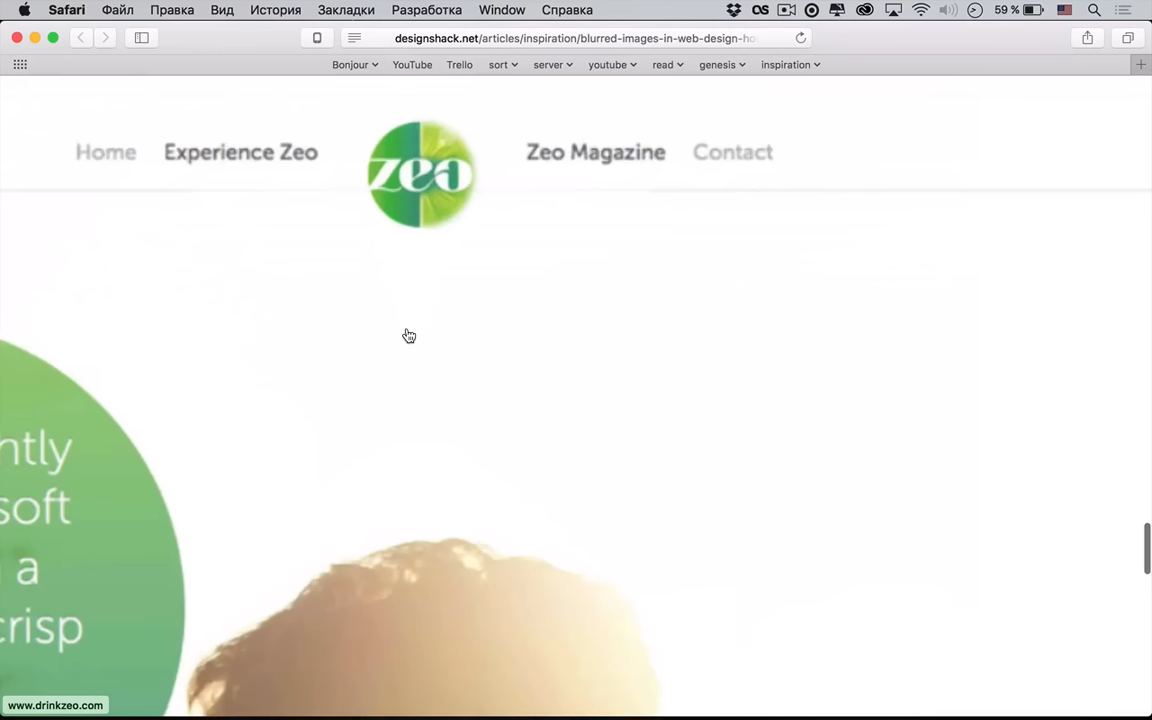 Safari Файл Правка Вид История Закладки Разработка Window Справка 59 %
designshack.net/articles/inspiration/blurred-images-in-web-design-ho
Bonjour YouTube Trello sort server youtube read genesis inspiration
Home Experience Zeo zeo Zeo Magazine Contact
ntly
soft
a
crisp
www.drinkzeo.com